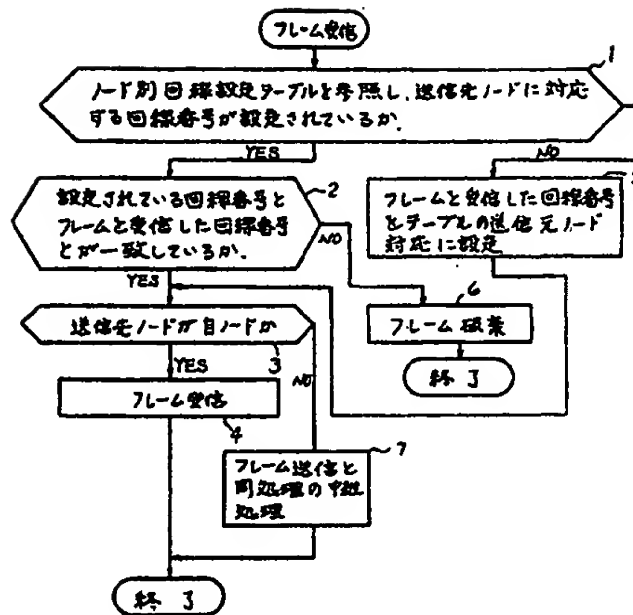 フレーム受信
1
ノード別回線設定テーブルを参照し、送信先ノードに対応
する回線番号が設定されているか。
YES
NO
2
設定されている回線番号と
フレームを受信した回線番号
とが一致しているか。
NO
YES
フレームを受信した回線番号
をテーブルの送信元ノード
対応に設定
6
フレーム破棄
終了
送信先ノードが自ノードか
3
YES
NO
フレーム受信
4
7
フレーム送信と
同処理の中継
処理
終了